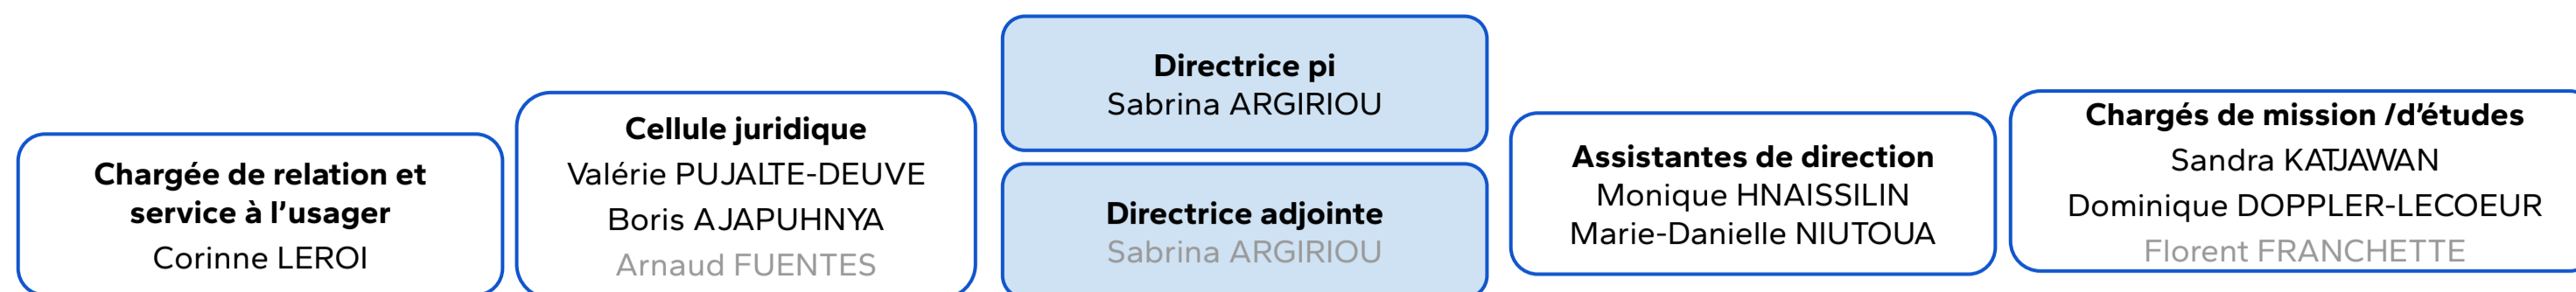 Chargée de relation et
service à l’usager
Corinne LEROI
Cellule juridique
Valérie PUJALTE-DEUVE
Boris AJAPUHNYA
Arnaud FUENTES
Directrice pi
Sabrina ARGIRIOU
Directrice adjointe
Sabrina ARGIRIOU
Assistantes de direction
Monique HNAISSILIN
Marie-Danielle NIUTOUA
Chargés de mission /d’études
Sandra KATJAWAN
Dominique DOPPLER-LECOEUR
Florent FRANCHETTE